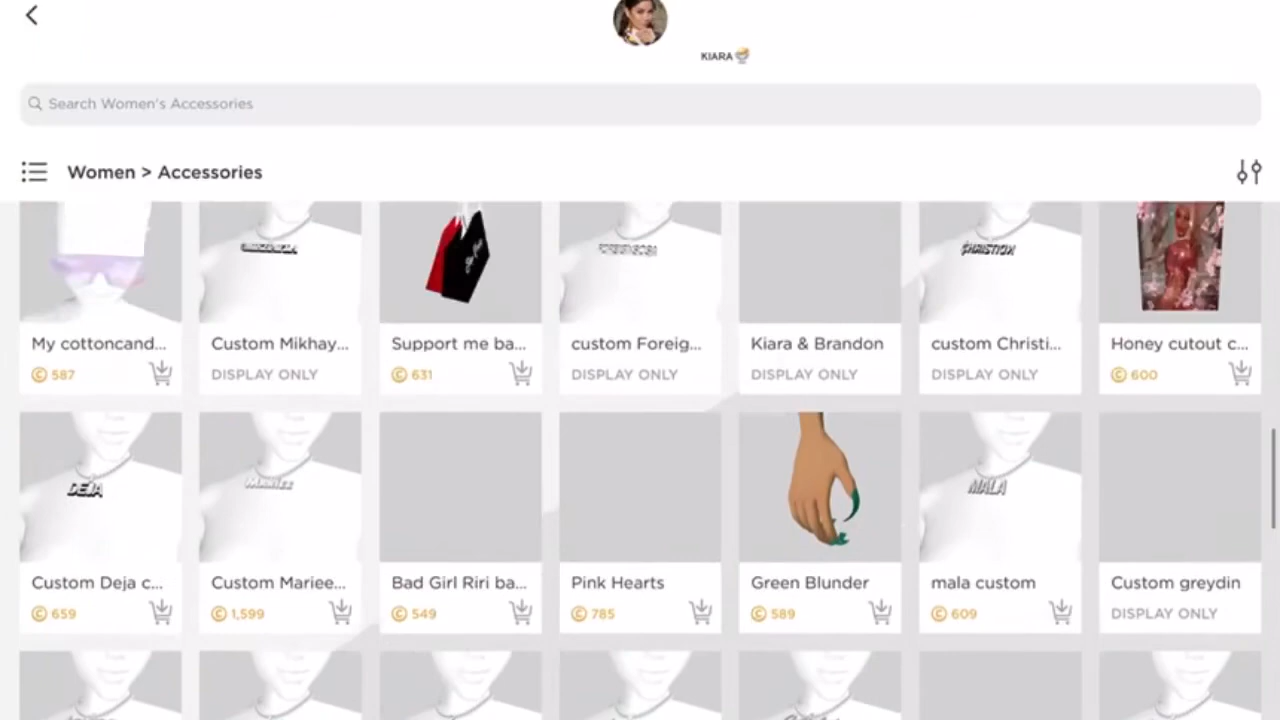 KIARA
Search Women's Accessories
Women > Accessories
CHRISTION
My cottoncand...
Custom Mikhay...
Support me ba...
custom Foreig...
Kiara & Brandon
custom Christi...
Honey cutout c...
587
DISPLAY ONLY
631
DISPLAY ONLY
DISPLAY ONLY
DISPLAY ONLY
600
DEJA
MARIEE
MALA
Custom Deja c...
Custom Mariee...
Bad Girl Riri ba...
Pink Hearts
Green Blunder
mala custom
Custom greydin
659
1,599
549
785
589
609
DISPLAY ONLY